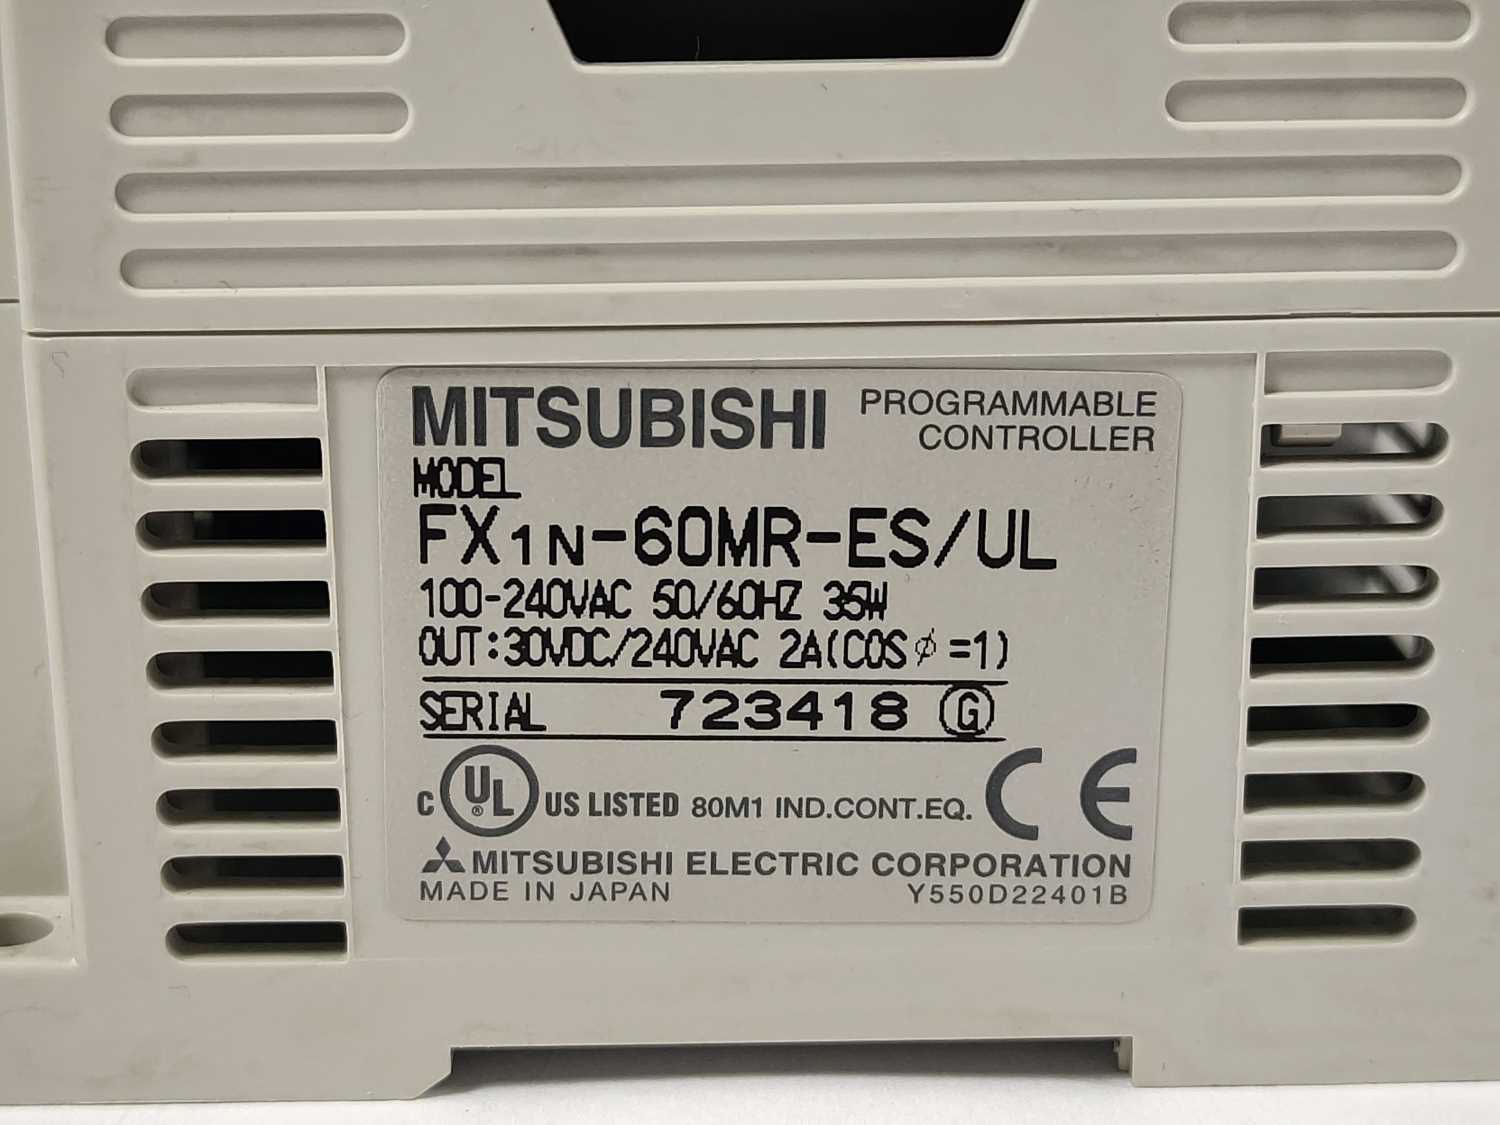 MITSUBISHI PROGRAMMABLE CONTROLLER
MODEL
FX1N-60MR-ES/UL
100-240VAC 50/60HZ 35W
OUT:30VDC/240VAC 2A(COSφ=1)
SERIAL 723418 Ⓖ
C UL® US LISTED 80M1 IND.CONT.EQ. CE
MITSUBISHI ELECTRIC CORPORATION
MADE IN JAPAN Y550D22401B